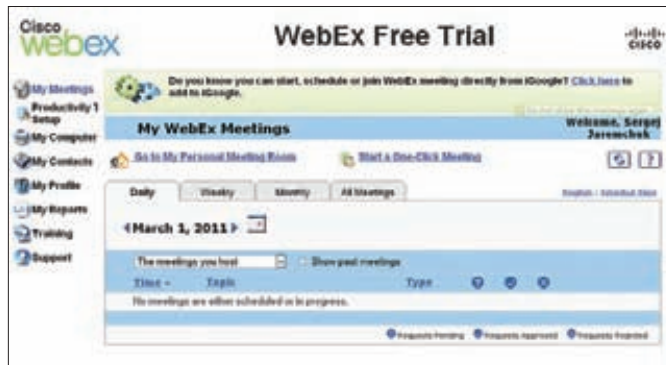 Cisco
webex
WebEx Free Trial
CISCO
Do you know you can start, schedule or join WebEx meeting directly from iGoogle? Click here to
add to iGoogle.
My Meetings
Productivity
Setup
My Computer
My Contacts
My Profile
My Reports
Training
Support
My WebEx Meetings
Welcome, Sergej
Jaremchuk
Go to My Personal Meeting Room
Start a One-Click Meeting
Daily
Weekly
Monthly
All Meetings
English :
March 1, 2011
The meetings you host
Show past meetings
Time
Topic
Type
No meetings are either scheduled or in progress.
Requests Pending
Requests Approved
Requests Rejected